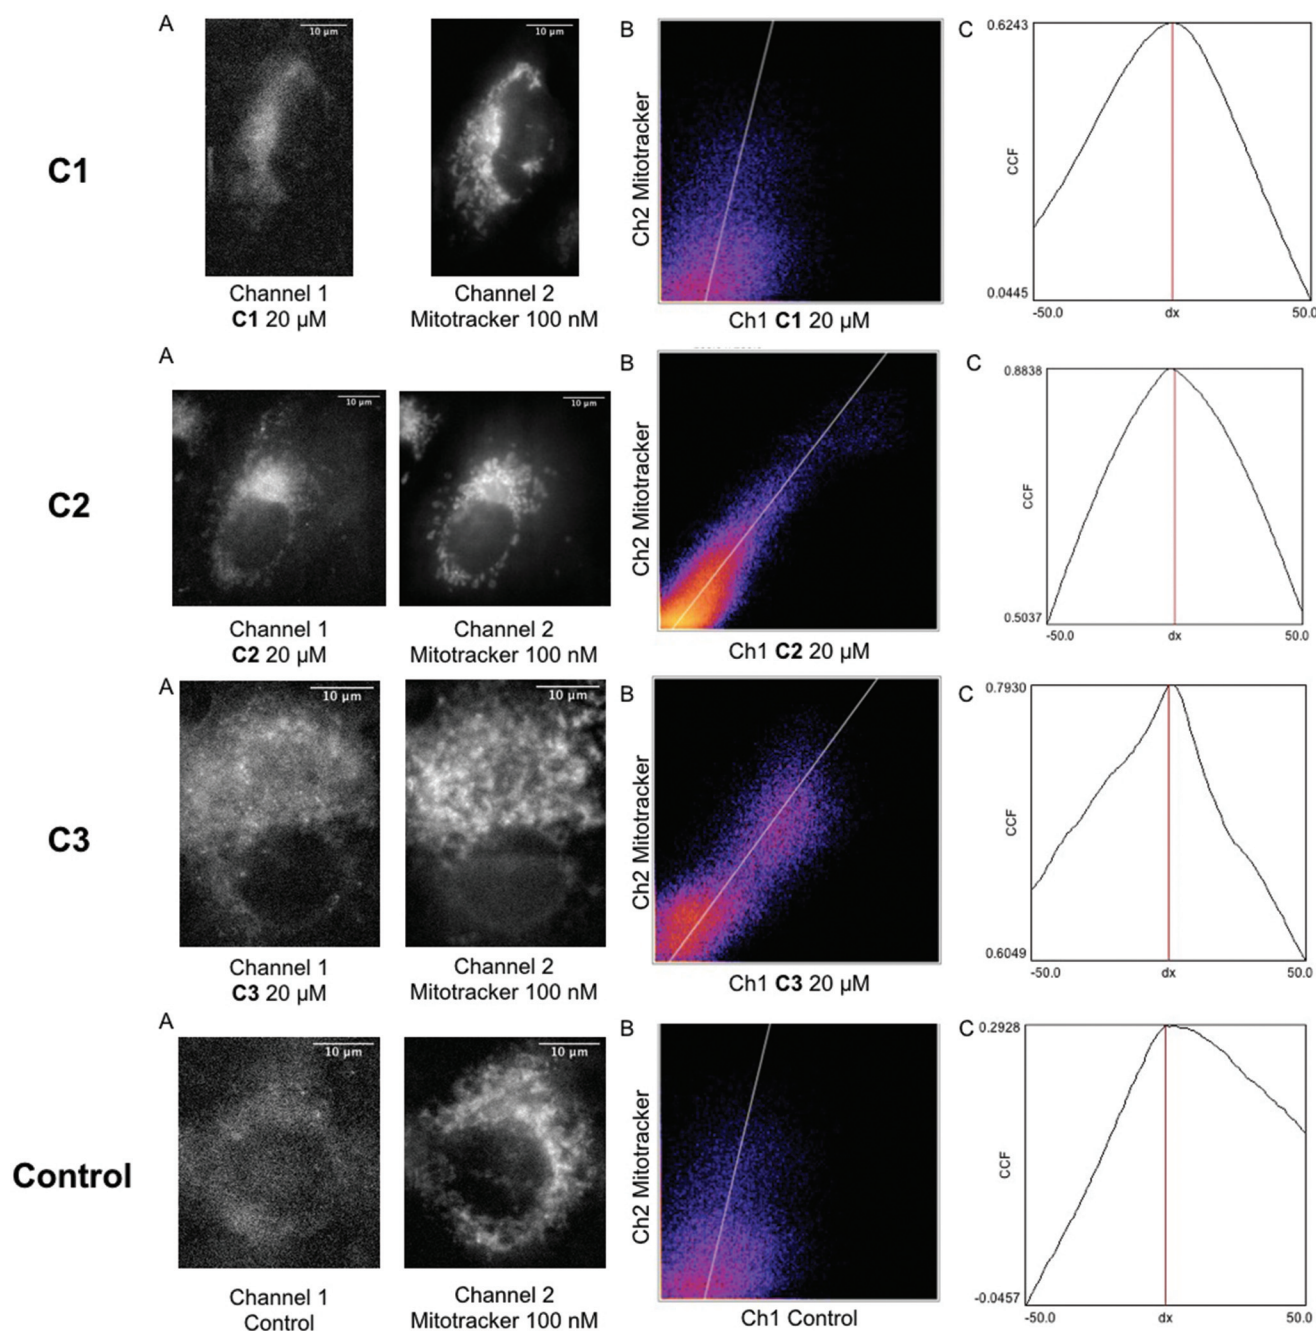 A
10 μm
10 μm
B
C
C1
Ch2 Mitotracker
0.6243
CCF
0.0445
-50.0
dx
50.0
Channel 1
C1 20 μM
Channel 2
Mitotracker 100 nM
Ch1 C1 20 μM
A
10 μm
10 μm
B
C
C2
Ch2 Mitotracker
0.8838
CCF
0.5037
-50.0
dx
50.0
Channel 1
C2 20 μM
Channel 2
Mitotracker 100 nM
Ch1 C2 20 μM
A
10 μm
10 μm
B
C
C3
Ch2 Mitotracker
0.7930
CCF
0.6049
-50.0
dx
50.0
Channel 1
C3 20 μM
Channel 2
Mitotracker 100 nM
Ch1 C3 20 μM
A
10 μm
10 μm
B
C
Control
Ch2 Mitotracker
0.2928
CCF
-0.0457
-50.0
dx
50.0
Channel 1
Control
Channel 2
Mitotracker 100 nM
Ch1 Control